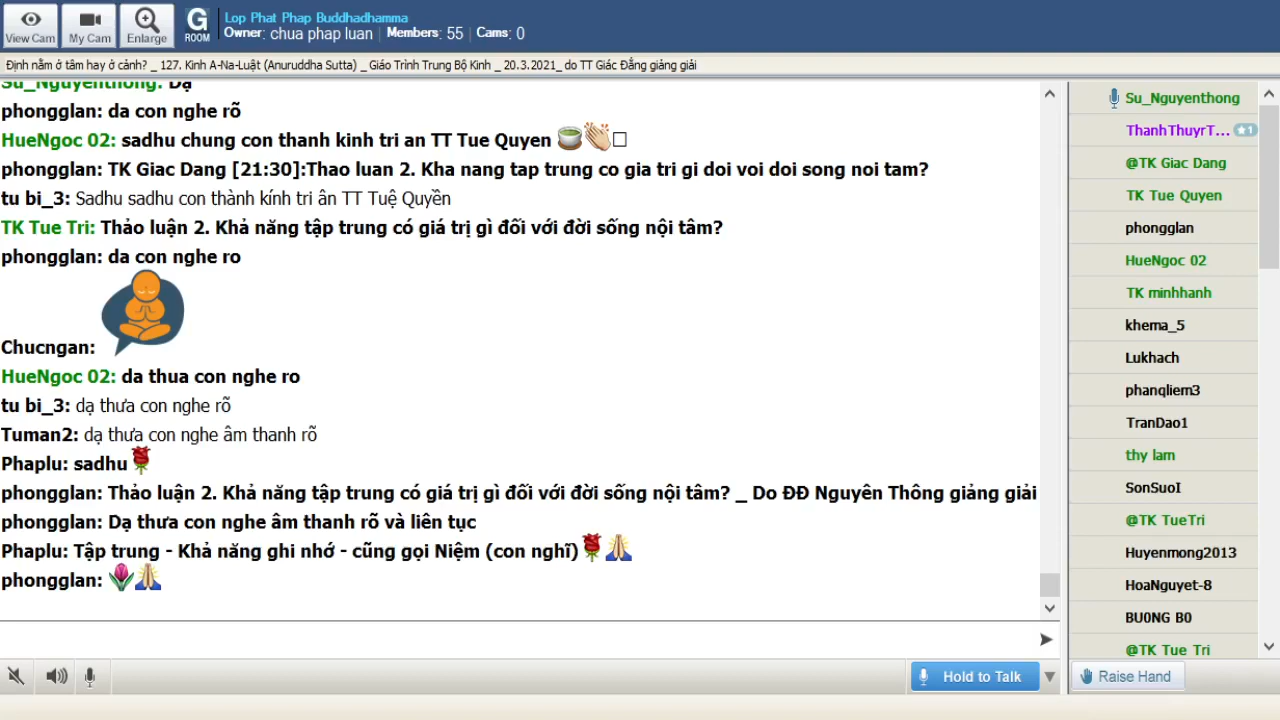 View Cam
My Cam
Enlarge
G
ROOM
Lop Phat Phap Buddhadhamma
Owner: chua phap luan | Members: 55 | Cams: 0
Định nằm ở tâm hay ở cảnh? _ 127. Kinh A-Na-Luật (Anuruddha Sutta) _ Giáo Trình Trung Bộ Kinh _ 20.3.2021_ do TT Giác Đẳng giảng giải
Su_Nguyenthong: Dạ
phongglan: da con nghe rõ
HueNgoc 02: sadhu chung con thanh kinh tri an TT Tue Quyen 🍵👏□
phongglan: TK Giac Dang [21:30]:Thao luan 2. Kha nang tap trung co gia tri gi doi voi doi song noi tam?
tu bi_3: Sadhu sadhu con thành kính tri ân TT Tuệ Quyền
TK Tue Tri: Thảo luận 2. Khả năng tập trung có giá trị gì đối với đời sống nội tâm?
phongglan: da con nghe ro
Chucngan:
HueNgoc 02: da thua con nghe ro
tu bi_3: dạ thưa con nghe rõ
Tuman2: dạ thưa con nghe âm thanh rõ
Phaplu: sadhu🌹
phongglan: Thảo luận 2. Khả năng tập trung có giá trị gì đối với đời sống nội tâm? _ Do ĐĐ Nguyên Thông giảng giải
phongglan: Dạ thưa con nghe âm thanh rõ và liên tục
Phaplu: Tập trung - Khả năng ghi nhớ - cũng gọi Niệm (con nghĩ)🌹🙏
phongglan: 🌷🙏
Hold to Talk
Su_Nguyenthong
ThanhThuyrT... ★1
@TK Giac Dang
TK Tue Quyen
phongglan
HueNgoc 02
TK minhhanh
khema_5
Lukhach
phanqliem3
TranDao1
thy lam
SonSuoI
@TK TueTri
Huyenmong2013
HoaNguyet-8
BU0NG B0
@TK Tue Tri
Raise Hand